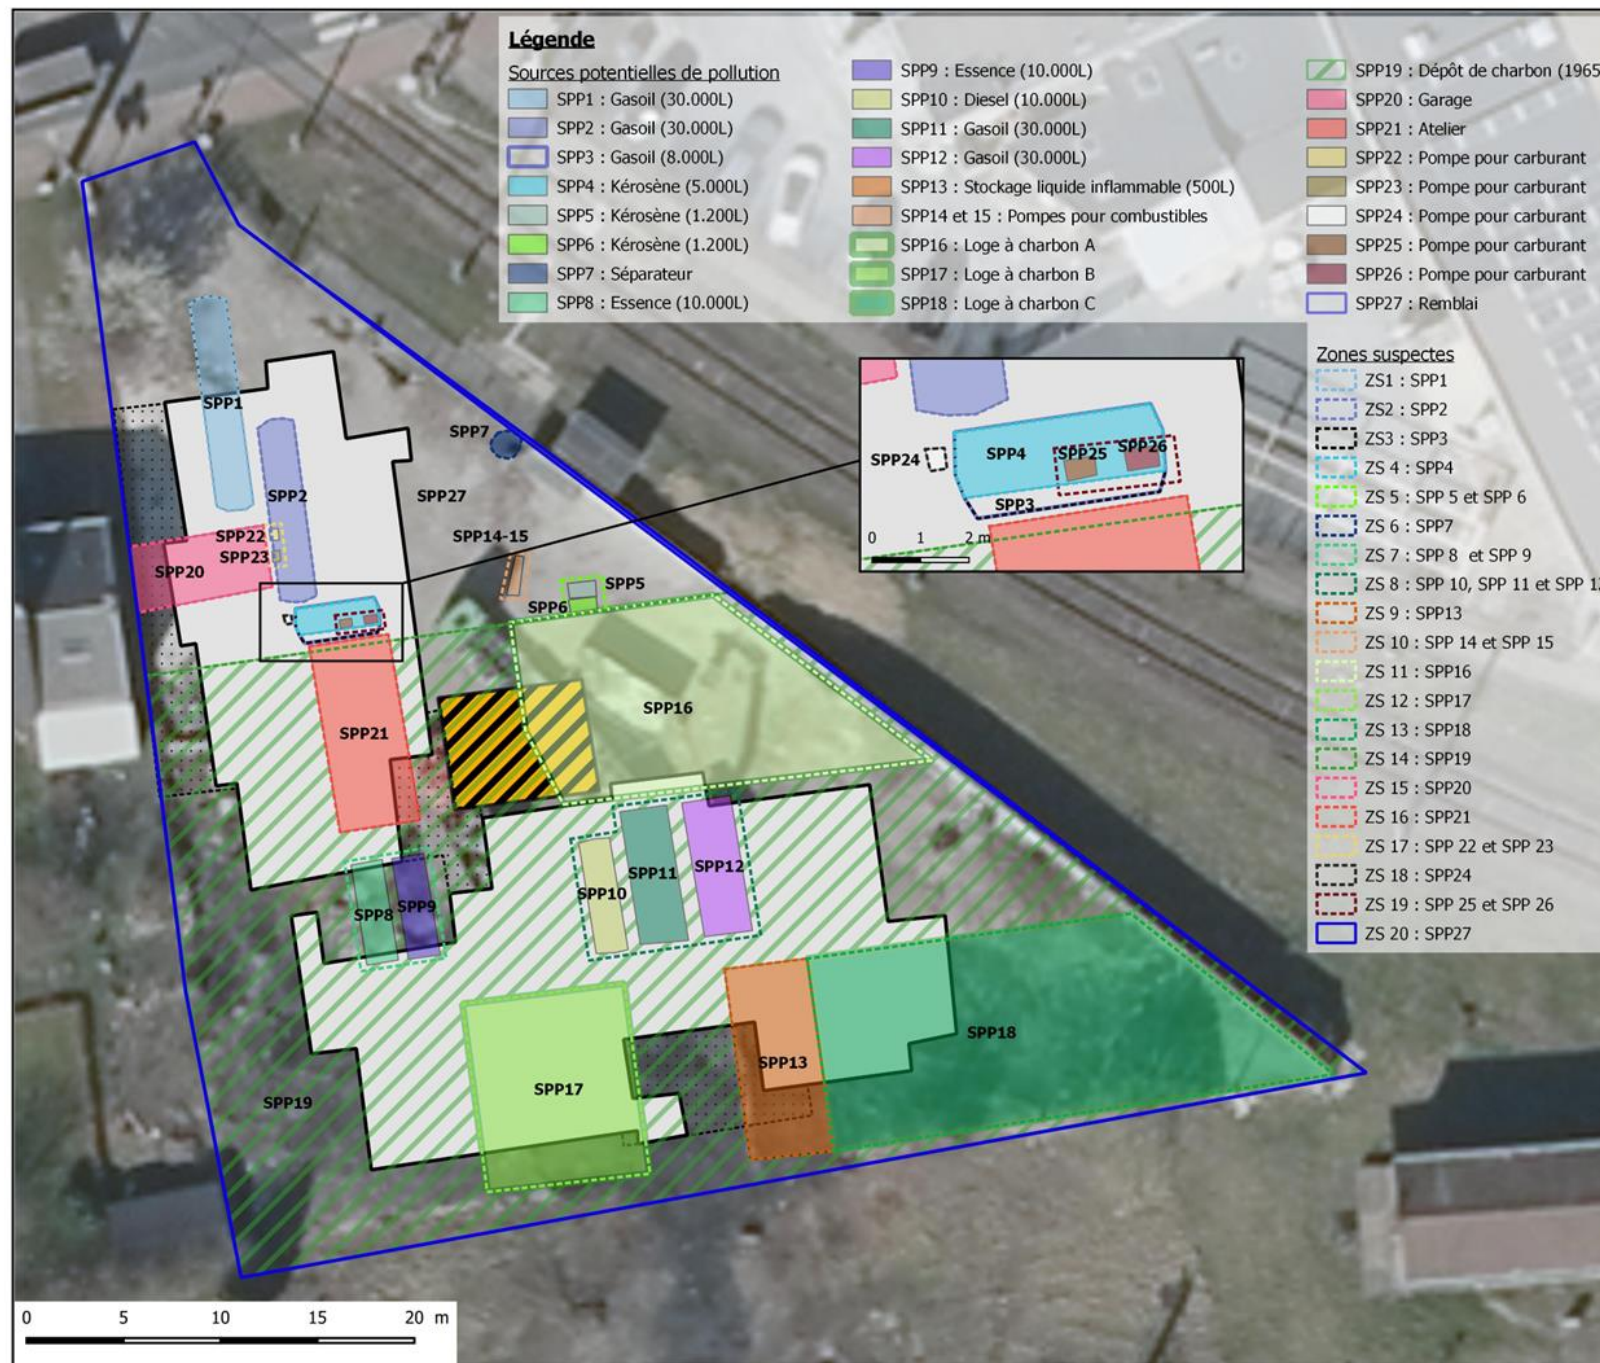 Légende
Sources potentielles de pollution
SPP1 : Gasoil (30.000L)
SPP2 : Gasoil (30.000L)
SPP3 : Gasoil (8.000L)
SPP4 : Kérosène (5.000L)
SPP5 : Kérosène (1.200L)
SPP6 : Kérosène (1.200L)
SPP7 : Séparateur
SPP8 : Essence (10.000L)
SPP9 : Essence (10.000L)
SPP10 : Diesel (10.000L)
SPP11 : Gasoil (30.000L)
SPP12 : Gasoil (30.000L)
SPP13 : Stockage liquide inflammable (500L)
SPP14 et 15 : Pompes pour combustibles
SPP16 : Loge à charbon A
SPP17 : Loge à charbon B
SPP18 : Loge à charbon C
SPP19 : Dépôt de charbon (1965
SPP20 : Garage
SPP21 : Atelier
SPP22 : Pompe pour carburant
SPP23 : Pompe pour carburant
SPP24 : Pompe pour carburant
SPP25 : Pompe pour carburant
SPP26 : Pompe pour carburant
SPP27 : Remblai
Zones suspectes
ZS1 : SPP1
ZS2 : SPP2
ZS3 : SPP3
ZS 4 : SPP4
ZS 5 : SPP 5 et SPP 6
ZS 6 : SPP7
ZS 7 : SPP 8 et SPP 9
ZS 8 : SPP 10, SPP 11 et SPP 1
ZS 9 : SPP13
ZS 10 : SPP 14 et SPP 15
ZS 11 : SPP16
ZS 12 : SPP17
ZS 13 : SPP18
ZS 14 : SPP19
ZS 15 : SPP20
ZS 16 : SPP21
ZS 17 : SPP 22 et SPP 23
ZS 18 : SPP24
ZS 19 : SPP 25 et SPP 26
ZS 20 : SPP27
SPP1
SPP7
SPP2
SPP27
SPP22
SPP23
SPP20
SPP14-15
SPP5
SPP6
SPP24
SPP4
SPP25
SPP26
SPP3
0 1 2 m
SPP16
SPP21
SPP12
SPP11
SPP10
SPP8
SPP9
SPP18
SPP13
SPP17
SPP19
0 5 10 15 20 m